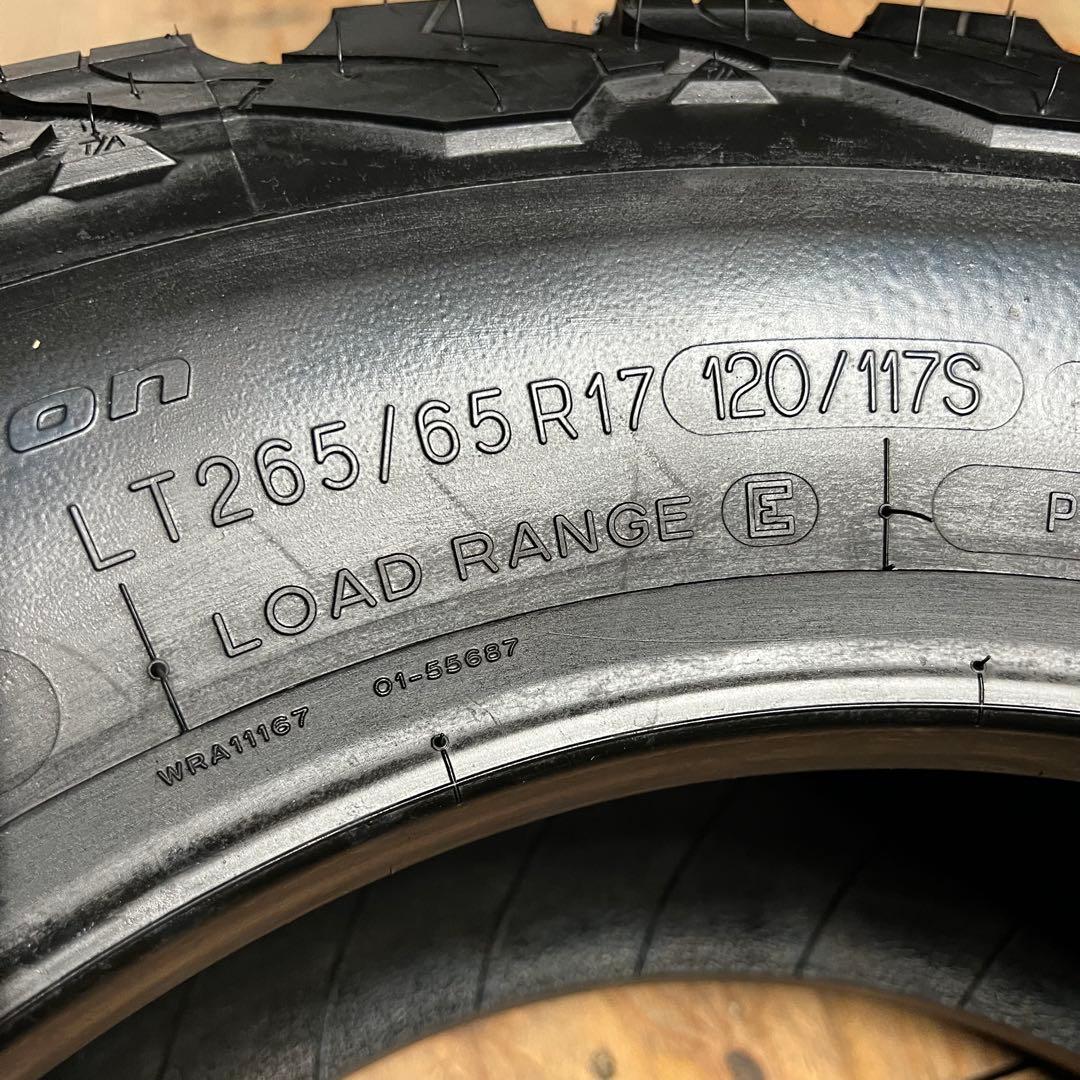 T/A
on
LT265/65R17 120/117S
LOAD RANGE E
P
01-55687
WRA11167